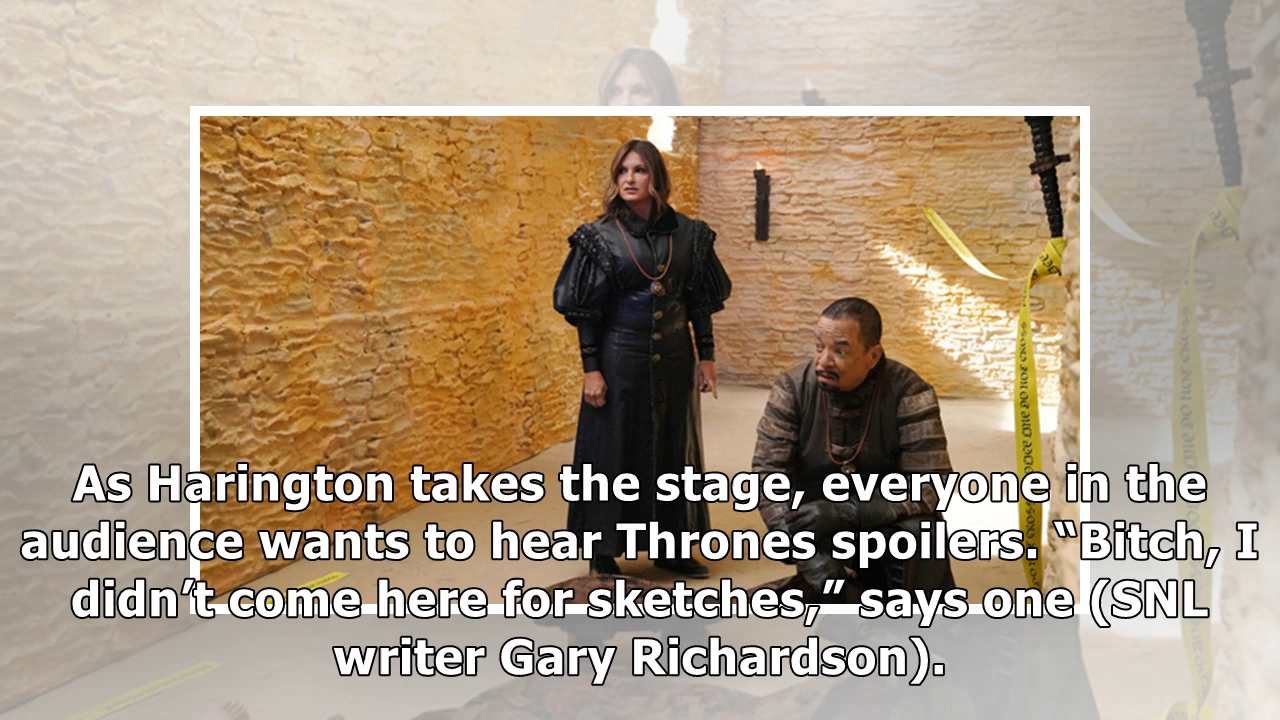 As Harington takes the stage, everyone in the
audience wants to hear Thrones spoilers. “Bitch, I
didn’t come here for sketches,” says one (SNL
writer Gary Richardson).